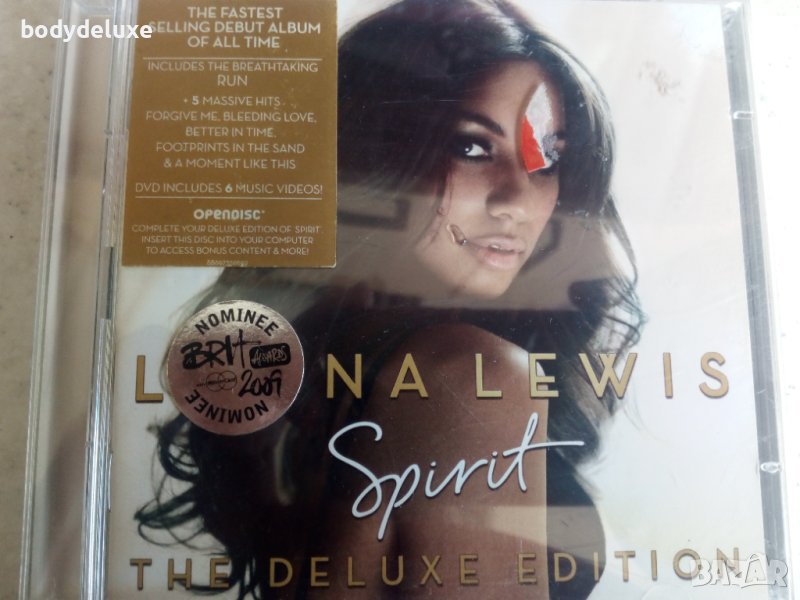 bodydeluxe
THE FASTEST
SELLING DEBUT ALBUM
OF ALL TIME
INCLUDES THE BREATHTAKING
RUN
+ 5 MASSIVE HITS
FORGIVE ME, BLEEDING LOVE,
BETTER IN TIME,
FOOTPRINTS IN THE SAND
& A MOMENT LIKE THIS
DVD INCLUDES 6 MUSIC VIDEOS!
OPENDISC
COMPLETE YOUR DELUXE EDITION OF 'SPIRIT'.
INSERT THIS DISC INTO YOUR COMPUTER
TO ACCESS BONUS CONTENT & MORE!
NOMINEE
BRIT AWARDS
2009
NOMINEE
L NA LEWIS
Spirit
THE DELUXE EDITION
BAZAR